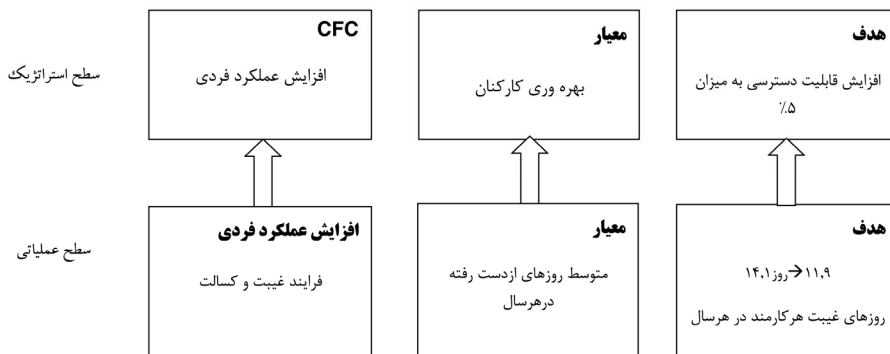 هدف
افزایش قابلیت دسترسی به میزان
٪۵
معیار
بهره وری کارکنان
CFC
افزایش عملکرد فردی
سطح استراتژیک
هدف
۱۱,۹→روز۱۴,۱
روزهای غیبت هرکارمند در هرسال
معیار
متوسط روزهای ازدست رفته
درهرسال
افزایش عملکرد فردی
فرایند غیبت و کسالت
سطح عملیاتی